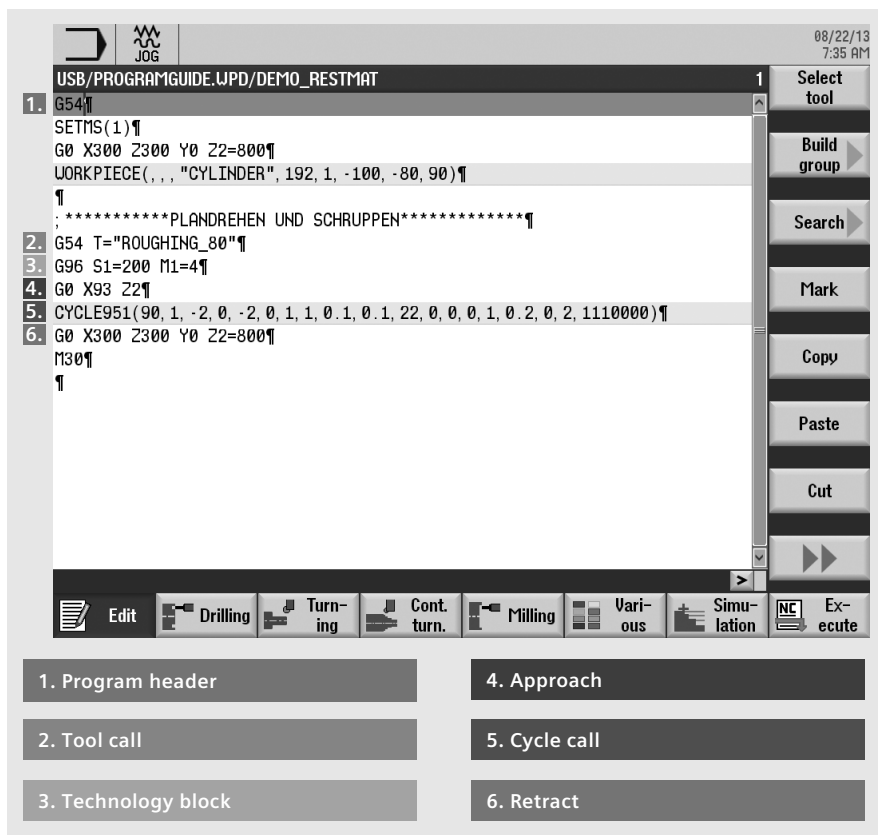 JOG
08/22/13
7:35 AM
USB/PROGRAMGUIDE.WPD/DEMO_RESTMAT 1
1. G54¶
SETMS(1)¶
G0 X300 Z300 Y0 Z2=800¶
WORKPIECE(,,,"CYLINDER",192,1,-100,-80,90)¶
¶
;***********PLANDREHEN UND SCHRUPPEN*************¶
2. G54 T="ROUGHING_80"¶
3. G96 S1=200 M1=4¶
4. G0 X93 Z2¶
5. CYCLE951(90,1,-2,0,-2,0,1,1,0.1,0.1,22,0,0,0,1,0.2,0,2,1110000)¶
6. G0 X300 Z300 Y0 Z2=800¶
M30¶
¶
Select
tool
Build
group
Search
Mark
Copy
Paste
Cut
>
Edit
Drilling
Turn-
ing
Cont.
turn.
Milling
Vari-
ous
Simu-
lation
NC
Ex-
ecute
1. Program header
2. Tool call
3. Technology block
4. Approach
5. Cycle call
6. Retract